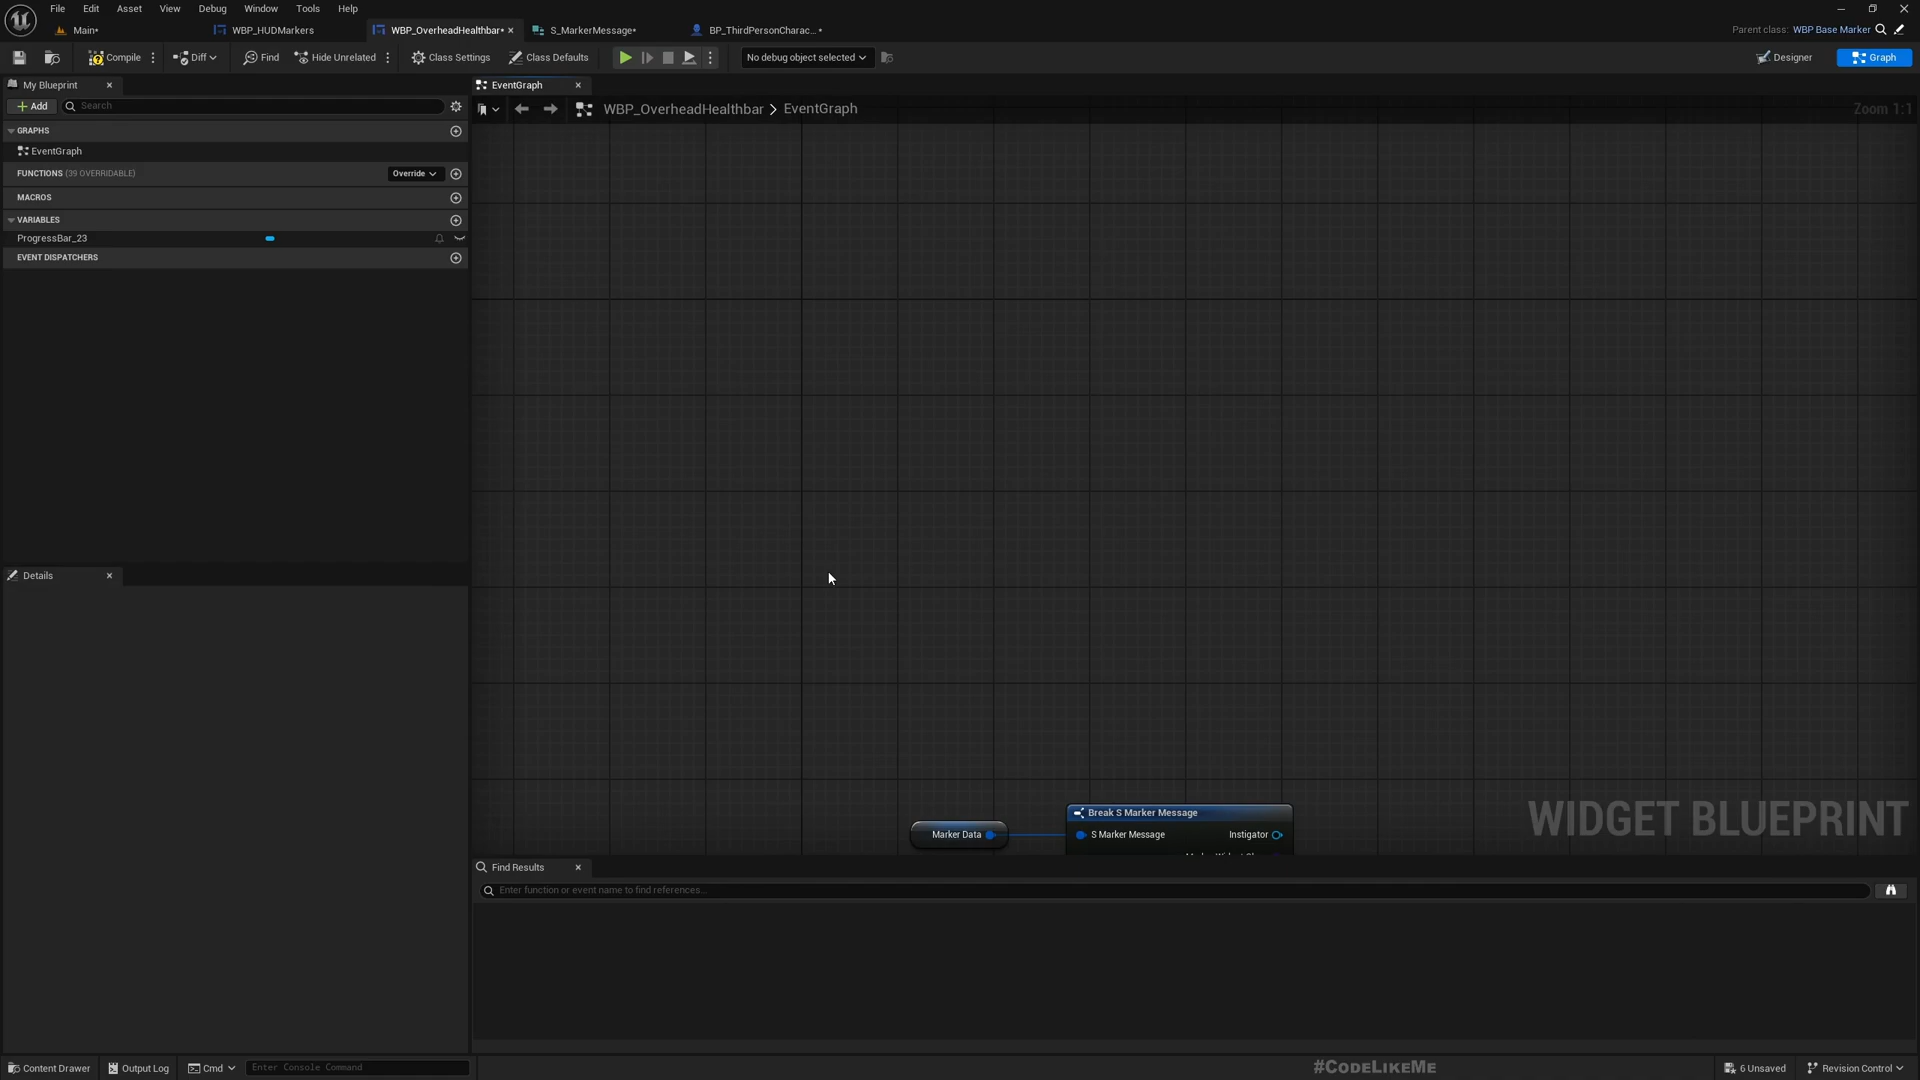 File Edit Asset View Debug Window Tools Help
Main*
WBP_HUDMarkers
WBP_OverheadHealthbar*
S_MarkerMessage*
BP_ThirdPersonCharac... *
Parent class: WBP Base Marker
Compile
Diff
Find
Hide Unrelated
Class Settings
Class Defaults
No debug object selected
Designer
Graph
My Blueprint
Add
Search
GRAPHS
EventGraph
FUNCTIONS (39 OVERRIDABLE)
Override
MACROS
VARIABLES
ProgressBar_23
EVENT DISPATCHERS
Details
EventGraph
WBP_OverheadHealthbar > EventGraph
Zoom 1:1
Marker Data
Break S Marker Message
S Marker Message
Instigator
WIDGET BLUEPRINT
Find Results
Enter function or event name to find references...
Content Drawer
Output Log
Cmd
Enter Console Command
#CodeLikeMe
6 Unsaved
Revision Control